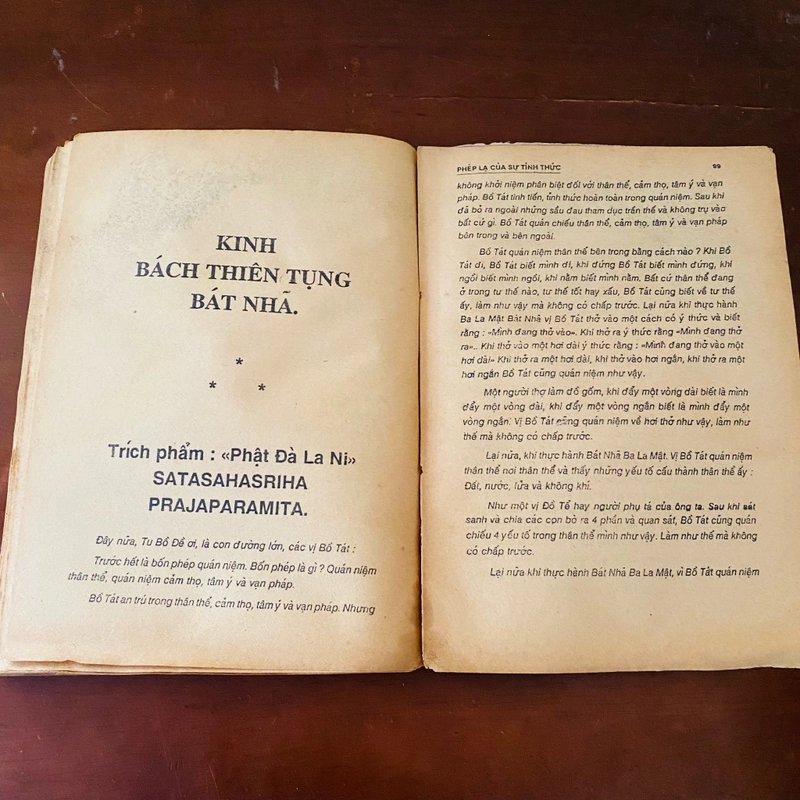 KINH
BÁCH THIÊN TỤNG
BÁT NHÃ.
*
* *
Trích phẩm : «Phật Đà La Ni»
SATASAHASRIHA
PRAJAPARAMITA.
Đây nửa, Tu Bồ Đề ơi, là con đường lớn, các vị Bồ Tát :
Trước hết là bốn phép quán niệm. Bốn phép là gì ? Quán niệm
thân thể, quán niệm cảm thọ, tâm ý và vạn pháp.
Bồ Tát an trú trong thân thể, cảm thọ, tâm ý và vạn pháp. Nhưng
PHÉP LẠ CỦA SỰ TỈNH THỨC 99
không khởi niệm phân biệt đối với thân thể, cảm thọ, tâm ý và vạn
pháp. Bồ Tát tinh tiến, tỉnh thức hoàn toàn trong quán niệm. Sau khi
đã bỏ ra ngoài những sầu đau tham dục trần thế và không trụ vào
bất cứ gì. Bồ Tát quán chiếu thân thể, cảm thọ, tâm ý và vạn pháp
bên trong và bên ngoài.
Bồ Tát quán niệm thân thể bên trong bằng cách nào ? Khi Bồ
Tát đi, Bồ Tát biết mình đi, khi đứng Bồ Tát biết mình đứng, khi
ngồi biết mình ngồi, khi nằm biết mình nằm. Bất cứ thân thể đang
ở trong tư thế nào, tư thế tốt hay xấu, Bồ Tát cũng biết về tư thế
ấy, làm như vậy mà không có chấp trước. Lại nửa khi thực hành
Ba La Mật Bát Nhã vị Bồ Tát thở vào một cách có ý thức và biết
rằng : «Mình đang thở vào». Khi thở ra ý thức rằng «Mình đang thở
ra».. Khi thở vào một hơi dài ý thức rằng : «Mình đang thở vào một
hơi dài» Khi thở ra một hơi dài, khi thở vào hơi ngắn, khi thở ra một
hơi ngắn Bồ Tát cũng quán niệm như vậy.
Một người thợ làm đồ gốm, khi đẩy một vòng dài biết là mình
đẩy một vòng dài, khi đẩy một vòng ngắn biết là mình đẩy một
vòng ngắn. Vị Bồ Tát cũng quán niệm về hơi thở như vậy, làm như
thế mà không có chấp trước.
Lại nữa, khi thực hành Bát Nhã Ba La Mật. Vị Bồ Tát quán niệm
thân thể nơi thân thể và thấy những yếu tố cấu thành thân thể ấy :
Đất, nước, lửa và không khí.
Như một vị Đồ Tể hay người phụ tá của ông ta. Sau khi sát
sanh và chia các con bò ra 4 phần và quan sát, Bồ Tát cũng quán
chiếu 4 yếu tố trong thân thể mình như vậy. Làm như thế mà không
có chấp trước.
Lại nữa khi thực hành Bát Nhã Ba La Mật, vì Bồ Tát quán niệm